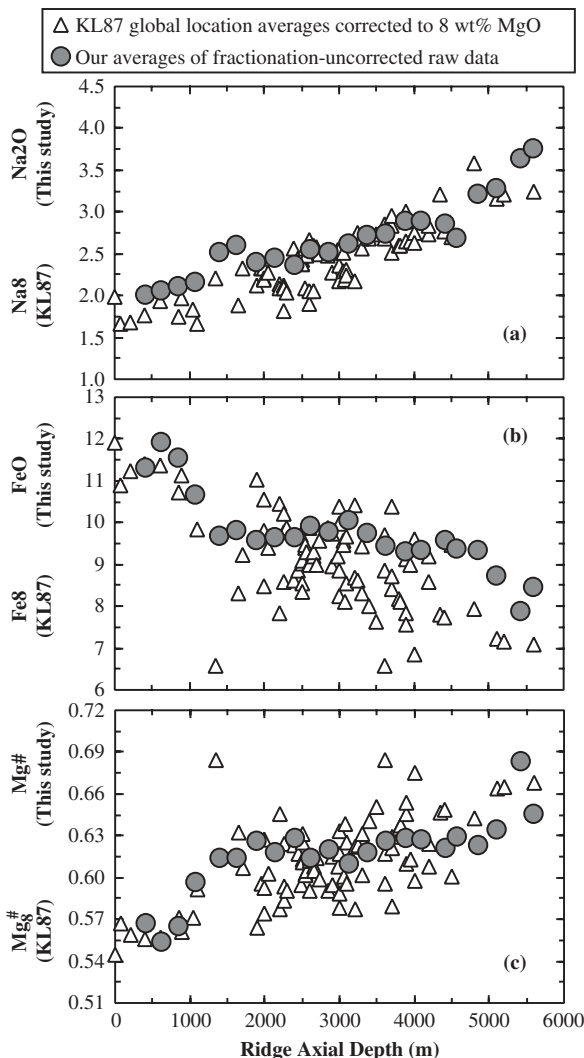 △ KL87 global location averages corrected to 8 wt% MgO
Our averages of fractionation-uncorrected raw data
Na2O
(This study)
Na8
(KL87)
4.5
4.0
3.5
3.0
2.5
2.0
1.5
1.0
(a)
FeO
(This study)
Fe8
(KL87)
13
12
11
10
9
8
7
6
(b)
Mg#
(This study)
Mg#8
(KL87)
0.72
0.69
0.66
0.63
0.60
0.57
0.54
0.51
(c)
0 1000 2000 3000 4000 5000 6000
Ridge Axial Depth (m)